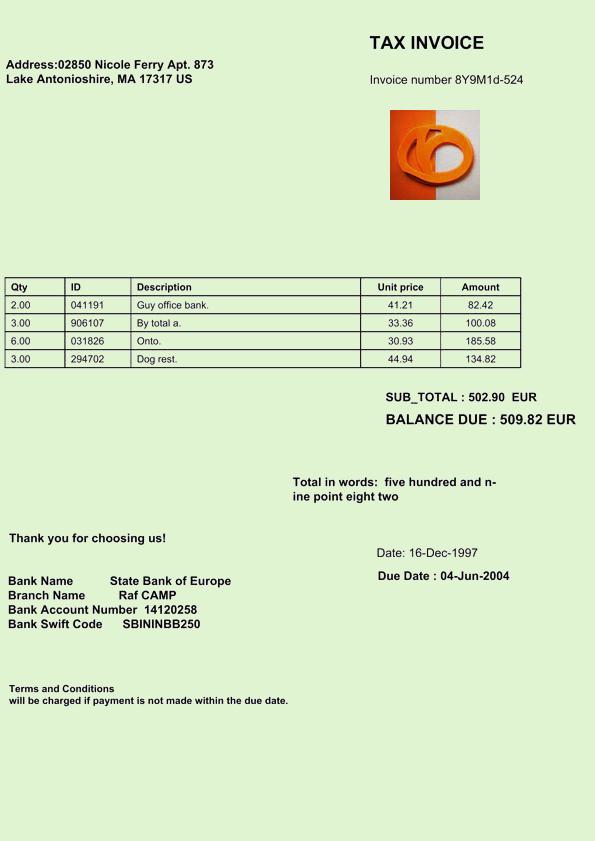 TAX INVOICE
Address:02850 Nicole Ferry Apt. 873
Lake Antonioshire, MA 17317 US
Invoice number 8Y9M1d-524
Qty ID Description Unit price Amount
2.00 041191 Guy office bank. 41.21 82.42
3.00 906107 By total a. 33.36 100.08
6.00 031826 Onto. 30.93 185.58
3.00 294702 Dog rest. 44.94 134.82
SUB_TOTAL : 502.90 EUR
BALANCE DUE : 509.82 EUR
Total in words: five hundred and n-
ine point eight two
Thank you for choosing us!
Date: 16-Dec-1997
Due Date : 04-Jun-2004
Bank Name State Bank of Europe
Branch Name Raf CAMP
Bank Account Number 14120258
Bank Swift Code SBININBB250
Terms and Conditions
will be charged if payment is not made within the due date.